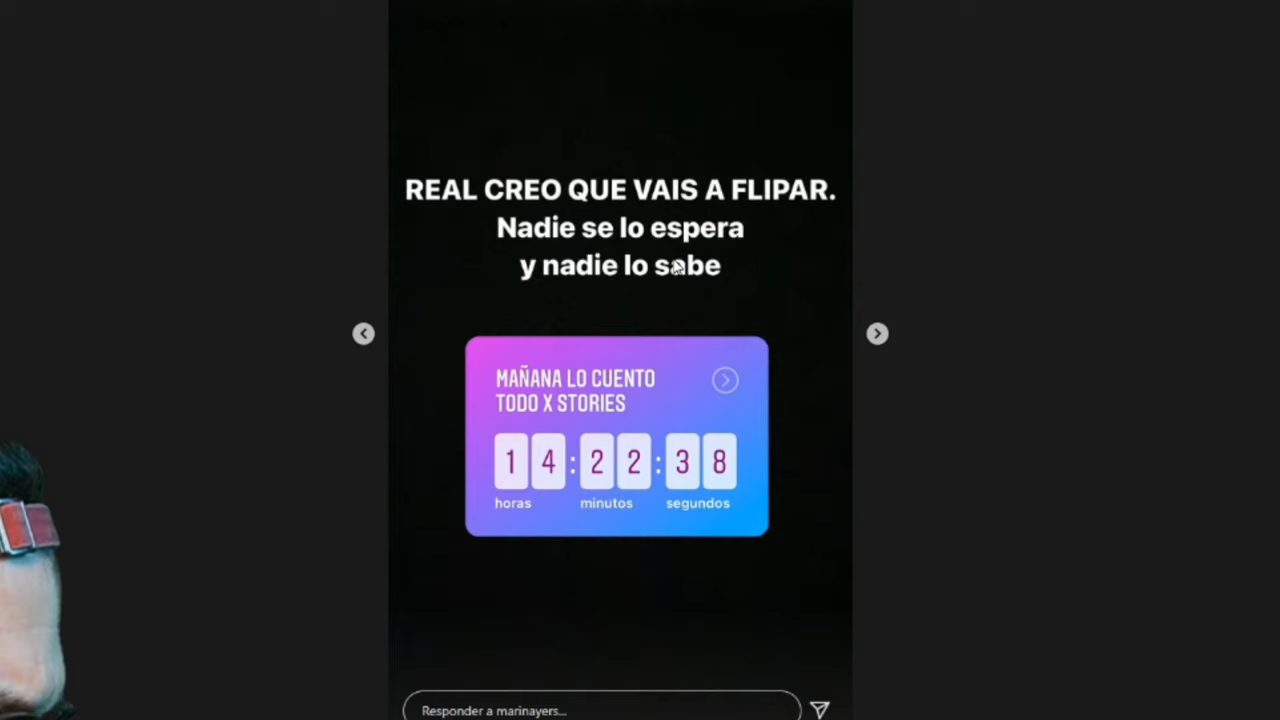 REAL CREO QUE VAIS A FLIPAR.
Nadie se lo espera
y nadie lo sabe
MAÑANA LO CUENTO
TODO X STORIES
14:22:38
horas minutos segundos
Responder a marinayers...